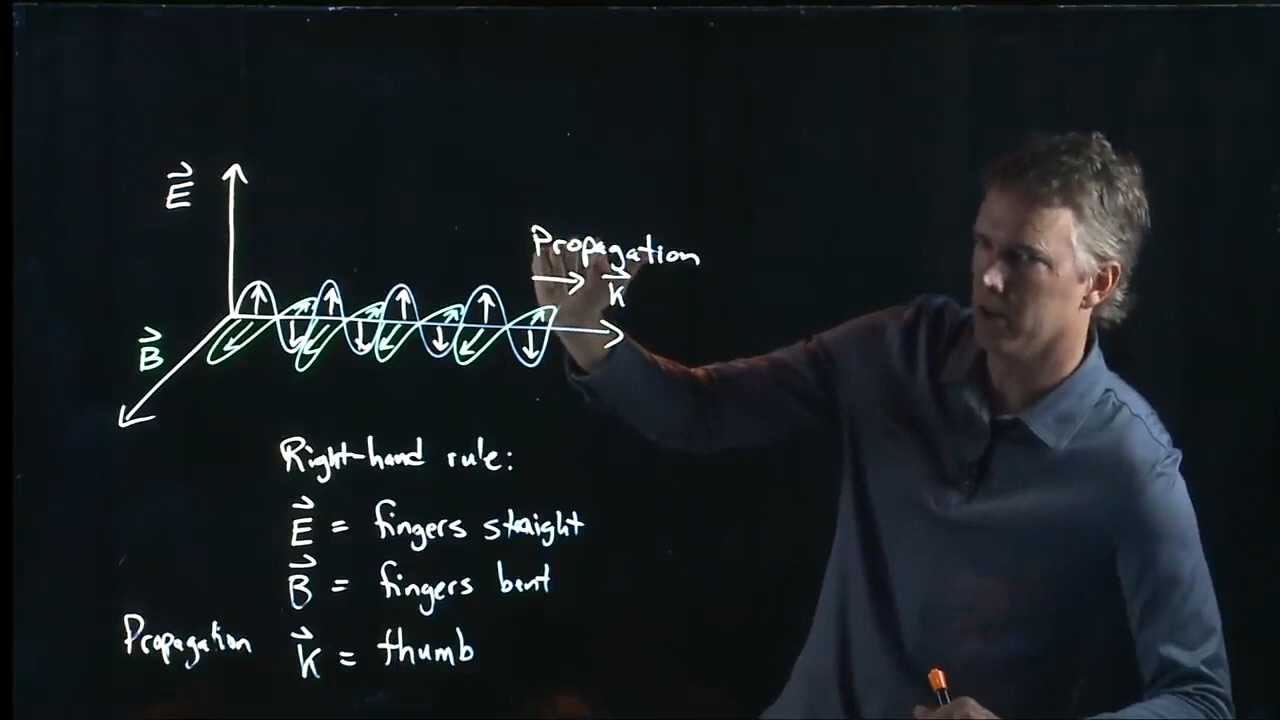 E⃗
Propagation
k⃗
B⃗
Right-hand rule:
E⃗ = fingers straight
B⃗ = fingers bent
Propagation k⃗ = thumb